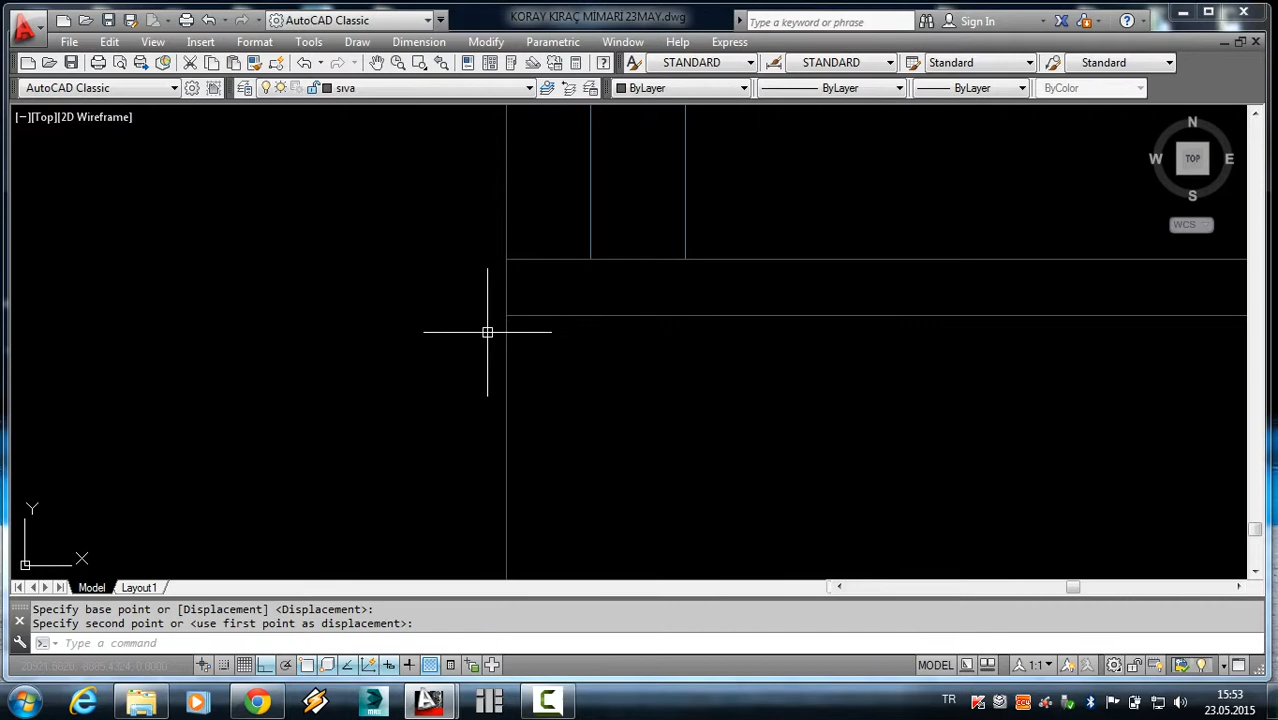 AutoCAD Classic
KORAY KIRAÇ MİMARİ 23MAY.dwg
Type a keyword or phrase
Sign In
File Edit View Insert Format Tools Draw Dimension Modify Parametric Window Help Express
STANDARD STANDARD Standard Standard
AutoCAD Classic sıva ByLayer ByLayer ByLayer ByColor
[−][Top][2D Wireframe]
N
W TOP E
S
WCS
Y
X
Model Layout1
Specify base point or [Displacement] <Displacement>:
Specify second point or <use first point as displacement>:
Type a command
MODEL 1:1
TR 15:53
23.05.2015